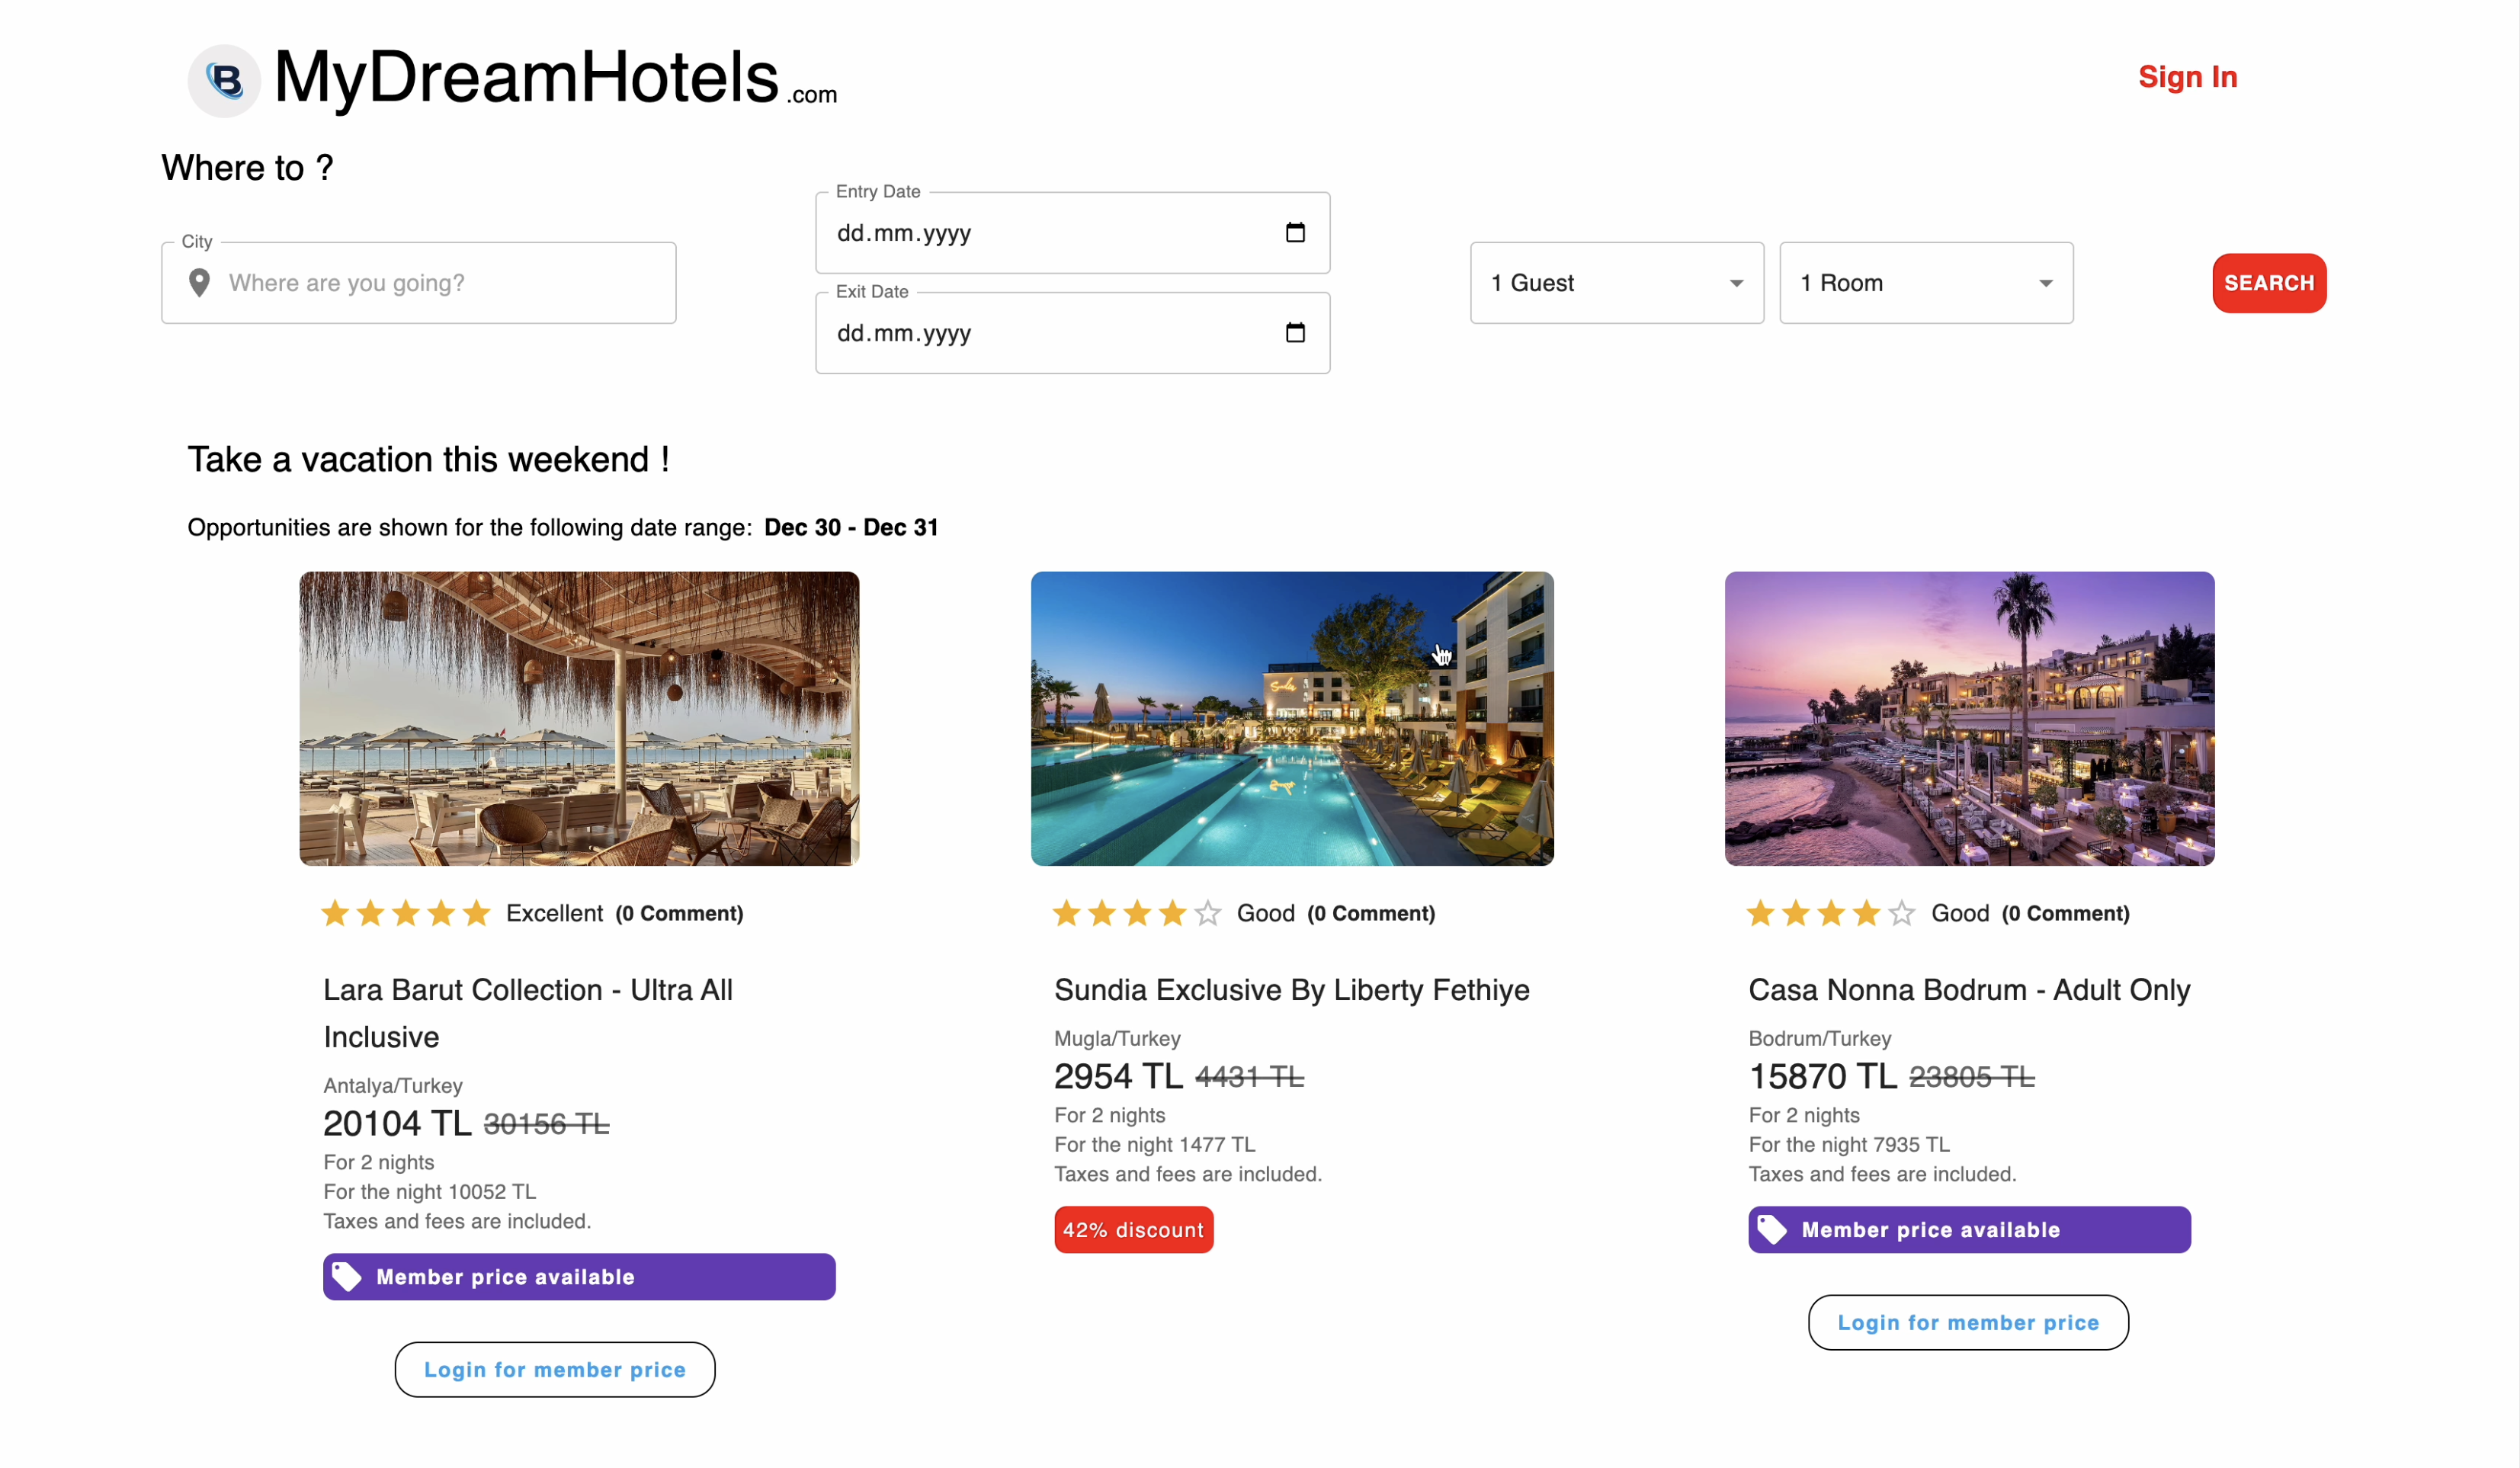 B MyDreamHotels.com
Sign In
Where to ?
City
Where are you going?
Entry Date
dd.mm.yyyy
Exit Date
dd.mm.yyyy
1 Guest
1 Room
SEARCH
Take a vacation this weekend !
Opportunities are shown for the following date range: Dec 30 - Dec 31
Excellent (0 Comment)
Lara Barut Collection - Ultra All
Inclusive
Antalya/Turkey
20104 TL 30156 TL
For 2 nights
For the night 10052 TL
Taxes and fees are included.
Member price available
Login for member price
Sundia
Good (0 Comment)
Sundia Exclusive By Liberty Fethiye
Mugla/Turkey
2954 TL 4431 TL
For 2 nights
For the night 1477 TL
Taxes and fees are included.
42% discount
Good (0 Comment)
Casa Nonna Bodrum - Adult Only
Bodrum/Turkey
15870 TL 23805 TL
For 2 nights
For the night 7935 TL
Taxes and fees are included.
Member price available
Login for member price